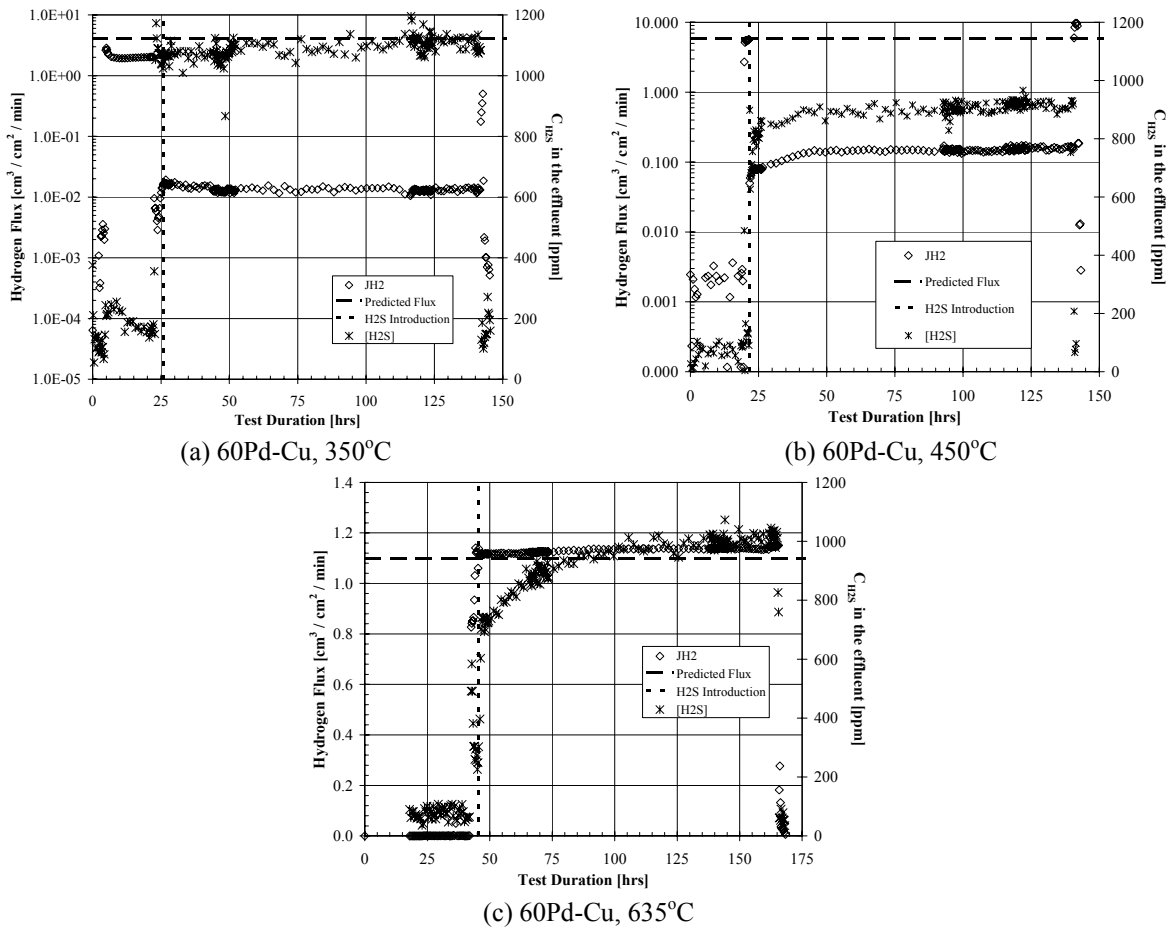 1.0E+01
1.0E+00
1.0E-01
1.0E-02
1.0E-03
1.0E-04
1.0E-05
Hydrogen Flux [cm3 / cm2 / min]
1200
1000
800
600
400
200
0
CH2S in the effluent [ppm]
JH2
Predicted Flux
H2S Introduction
[H2S]
0 25 50 75 100 125 150
Test Duration [hrs]
(a) 60Pd-Cu, 350oC
10.000
1.000
0.100
0.010
0.001
0.000
Hydrogen Flux [cm3 / cm2 / min]
1200
1000
800
600
400
200
0
CH2S in the effluent [ppm]
JH2
Predicted Flux
H2S Introduction
[H2S]
0 25 50 75 100 125 150
Test Duration [hrs]
(b) 60Pd-Cu, 450oC
1.4
1.2
1.0
0.8
0.6
0.4
0.2
0.0
Hydrogen Flux [cm3 / cm2 / min]
1200
1000
800
600
400
200
0
CH2S in the effluent [ppm]
JH2
Predicted Flux
H2S Introduction
[H2S]
0 25 50 75 100 125 150 175
Test Duration [hrs]
(c) 60Pd-Cu, 635oC